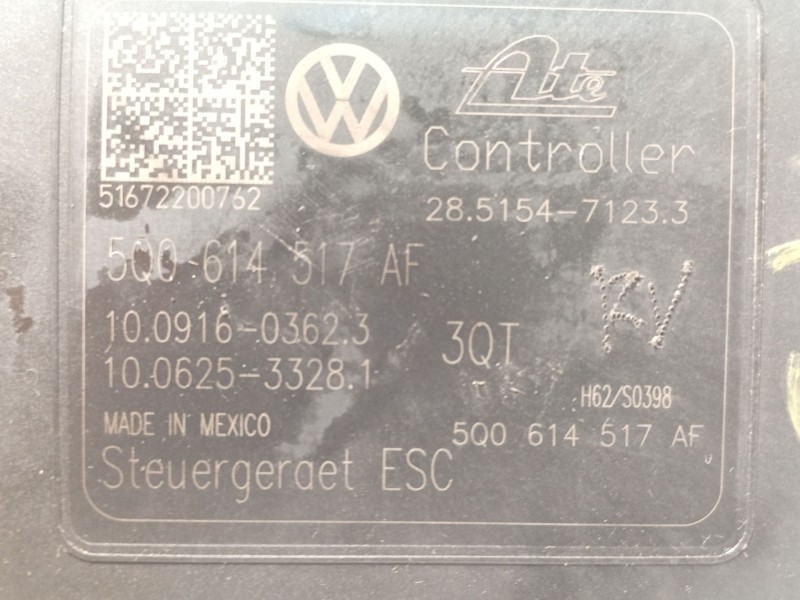 VW
Ate
Controller
51672200762
28.5154-7123.3
5Q0 614 517 AF
10.0916-0362.3
3QT
10.0625-3328.1
H62/S0398
MADE IN MEXICO
5Q0 614 517 AF
Steuergeraet ESC